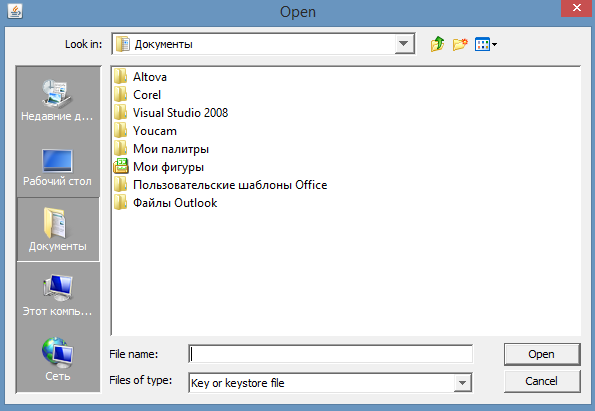 Open
Look in: Документы
Недавние д...
Рабочий стол
Документы
Этот компь...
Сеть
Altova
Corel
Visual Studio 2008
Youcam
Мои палитры
Мои фигуры
Пользовательские шаблоны Office
Файлы Outlook
File name:
Open
Files of type: Key or keystore file
Cancel